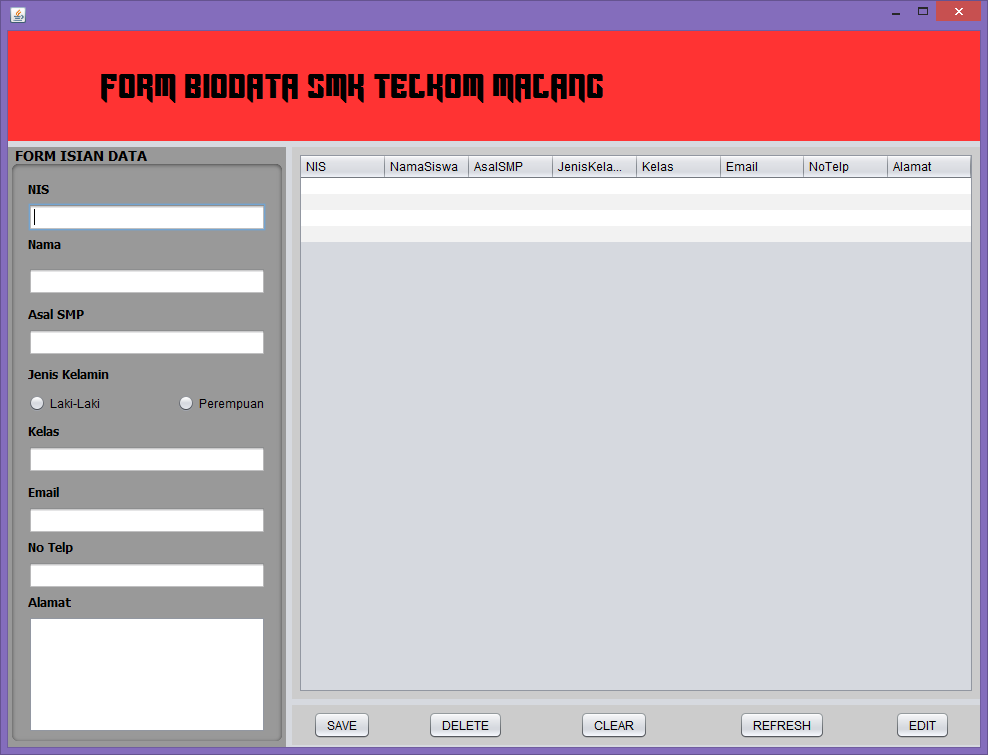 FORM BIODATA SMK TELKOM MALANG
FORM ISIAN DATA
NIS
Nama
Asal SMP
Jenis Kelamin
Laki-Laki Perempuan
Kelas
Email
No Telp
Alamat
NIS NamaSiswa AsalSMP JenisKela... Kelas Email NoTelp Alamat
SAVE DELETE CLEAR REFRESH EDIT